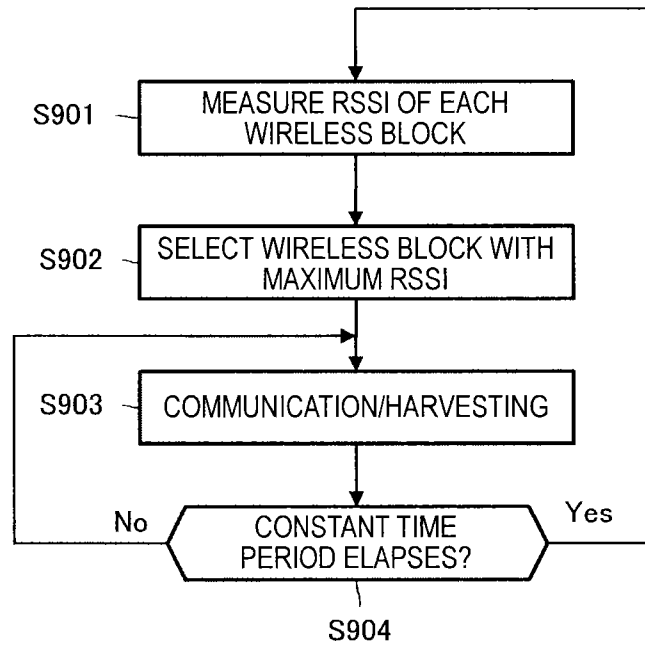 S901
MEASURE RSSI OF EACH
WIRELESS BLOCK
S902
SELECT WIRELESS BLOCK WITH
MAXIMUM RSSI
S903
COMMUNICATION/HARVESTING
No
CONSTANT TIME
PERIOD ELAPSES?
Yes
S904